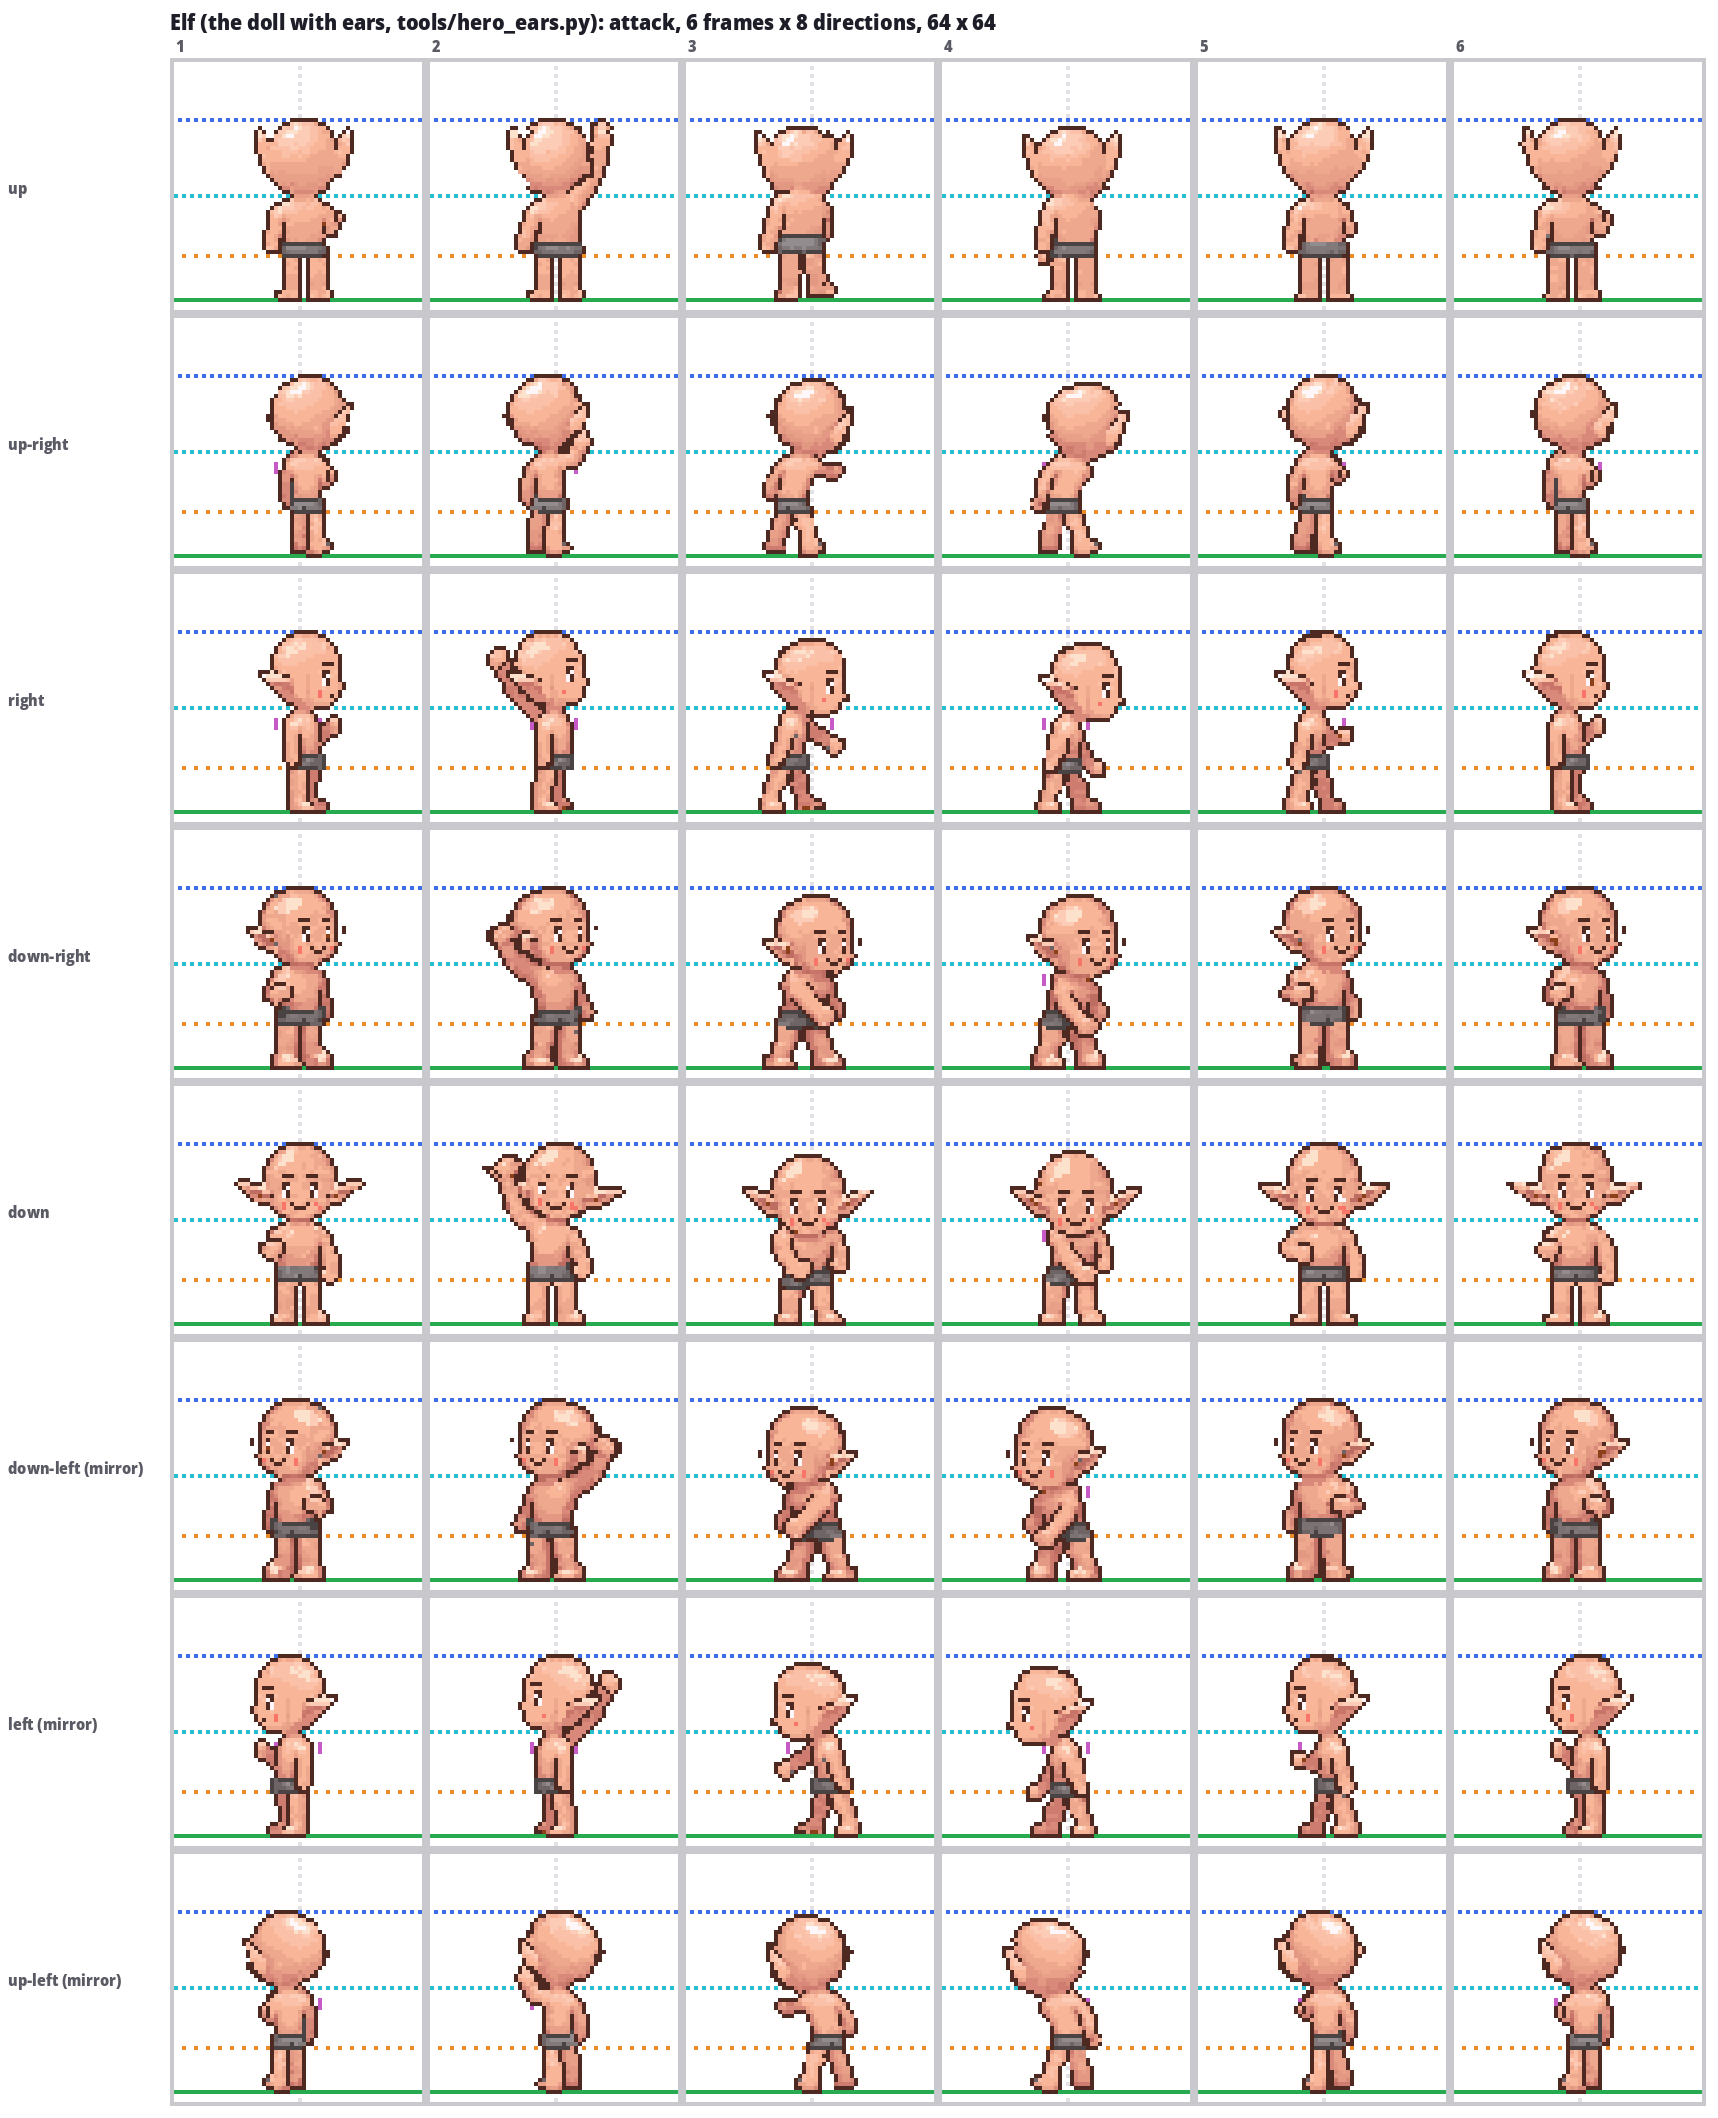 Elf (the doll with ears, tools/hero_ears.py): attack, 6 frames x 8 directions, 64 x 64
1 2 3 4 5 6
up
up-right
right
down-right
down
down-left (mirror)
left (mirror)
up-left (mirror)